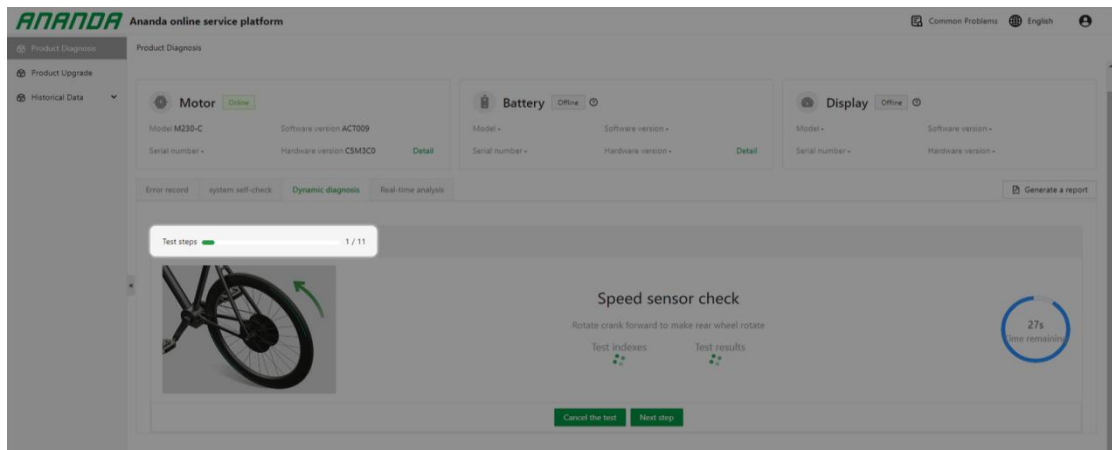 ANANDA Ananda online service platform Common Problems English
Product Diagnosis Product Diagnosis
Product Upgrade
Historical Data
Motor Online Battery Offline Display Offline
Model M230-C Software version ACT009 Model - Software version - Model - Software version -
Serial number - Hardware version C5M3C0 Detail Serial number - Hardware version - Detail Serial number - Hardware version -
Error record system self-check Dynamic diagnosis Real-time analysis Generate a report
Test steps 1 / 11
Speed sensor check
Rotate crank forward to make rear wheel rotate
27s
Test indexes Test results
Time remaining
Cancel the test Next step